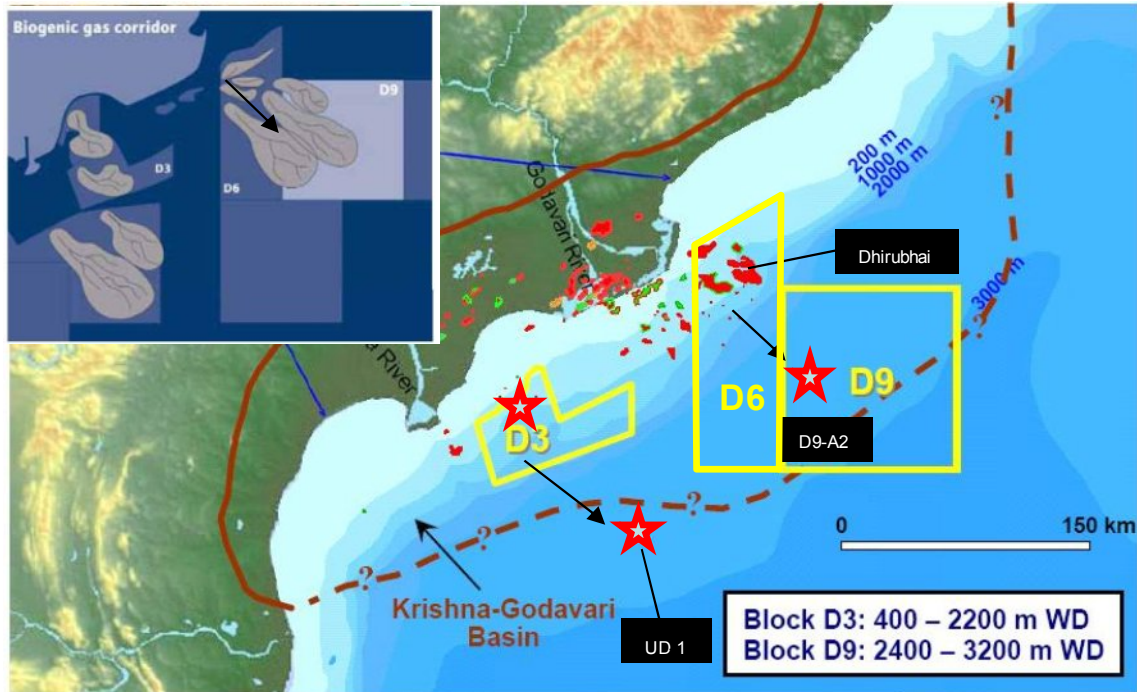 Biogenic gas corridor
D9
D3
D6
200 m
1000 m
2000 m
?
Godavari River
Dhirubhai
3000 m
?
a River
D6
D9
D3
D9-A2
?
?
?
?
0 150 km
Krishna-Godavari
Basin
UD 1
Block D3: 400 – 2200 m WD
Block D9: 2400 – 3200 m WD